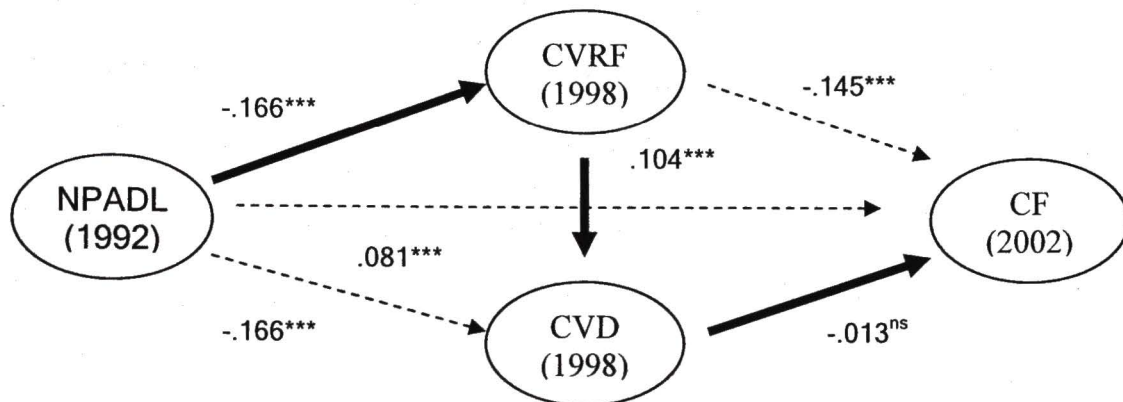 CVRF
(1998)
-.166***
-.145***
.104***
NPADL
(1992)
CF
(2002)
.081***
-.166***
CVD
(1998)
-.013ns